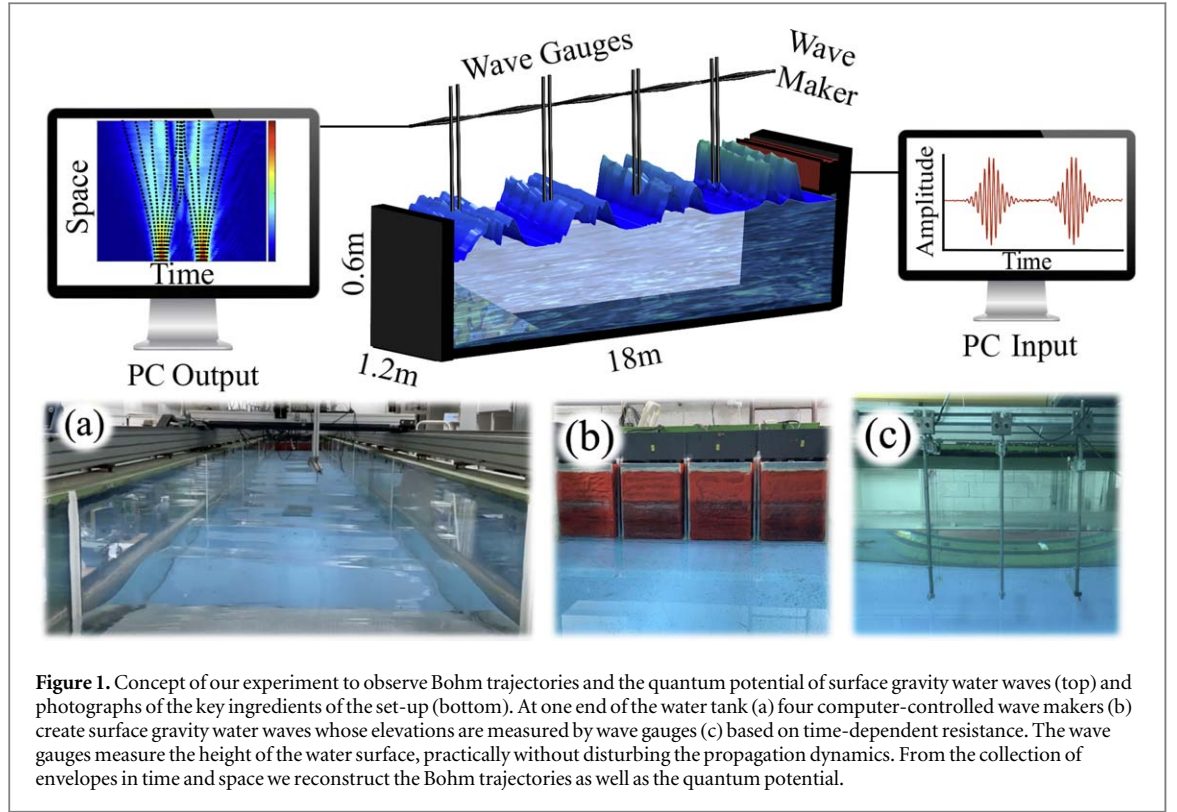 Wave Gauges
Wave
Maker
Space
Time
Amplitude
Time
0.6m
1.2m
18m
PC Output
PC Input
(a)
(b)
(c)
Figure 1. Concept of our experiment to observe Bohm trajectories and the quantum potential of surface gravity water waves (top) and
photographs of the key ingredients of the set-up (bottom). At one end of the water tank (a) four computer-controlled wave makers (b)
create surface gravity water waves whose elevations are measured by wave gauges (c) based on time-dependent resistance. The wave
gauges measure the height of the water surface, practically without disturbing the propagation dynamics. From the collection of
envelopes in time and space we reconstruct the Bohm trajectories as well as the quantum potential.